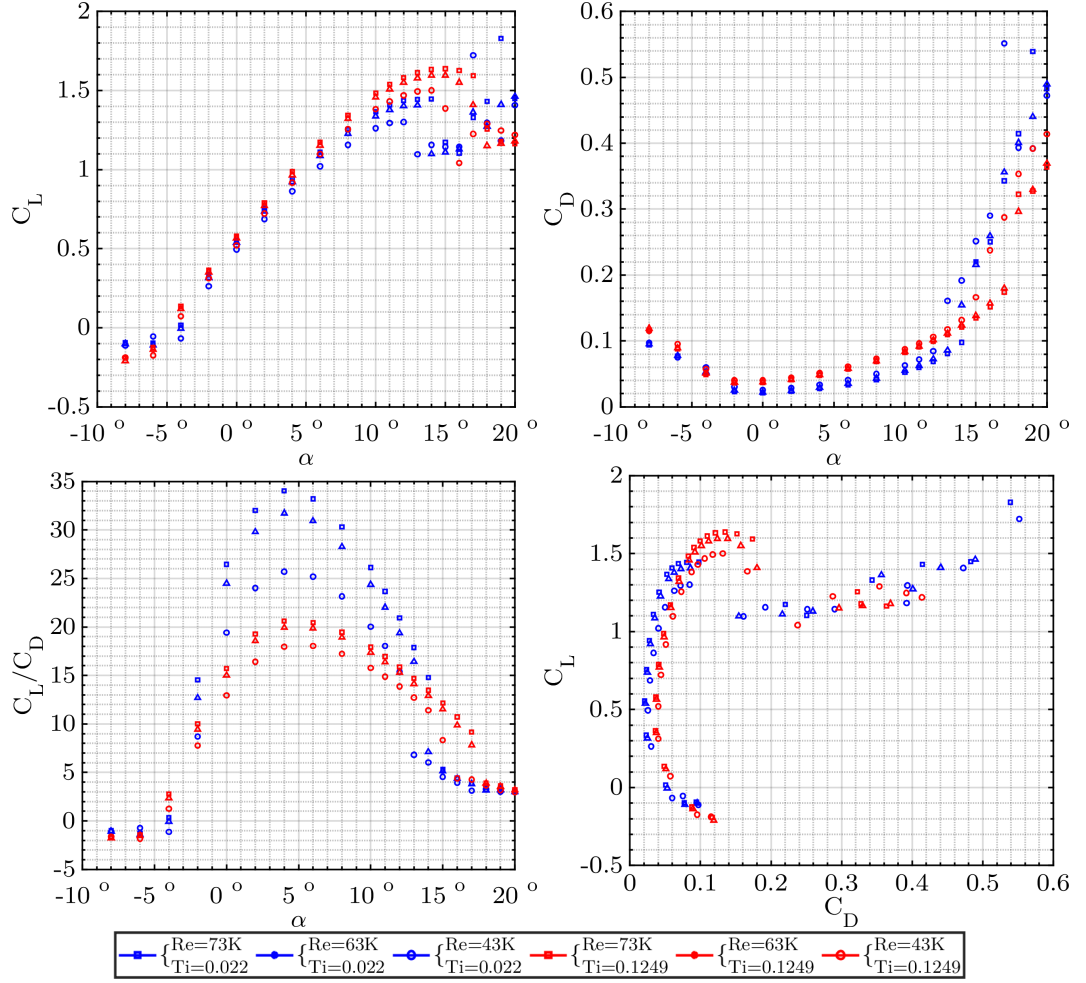 2
1.5
1
0.5
0
-0.5
C_L
-10 o -5 o 0 o 5 o 10 o 15 o 20 o
α
0.6
0.5
0.4
0.3
0.2
0.1
0
C_D
-10 o -5 o 0 o 5 o 10 o 15 o 20 o
α
35
30
25
20
15
10
5
0
-5
C_L/C_D
-10 o -5 o 0 o 5 o 10 o 15 o 20 o
α
2
1.5
1
0.5
0
-0.5
C_L
0 0.1 0.2 0.3 0.4 0.5 0.6
C_D
{Re=73K
Ti=0.022
{Re=63K
Ti=0.022
{Re=43K
Ti=0.022
{Re=73K
Ti=0.1249
{Re=63K
Ti=0.1249
{Re=43K
Ti=0.1249